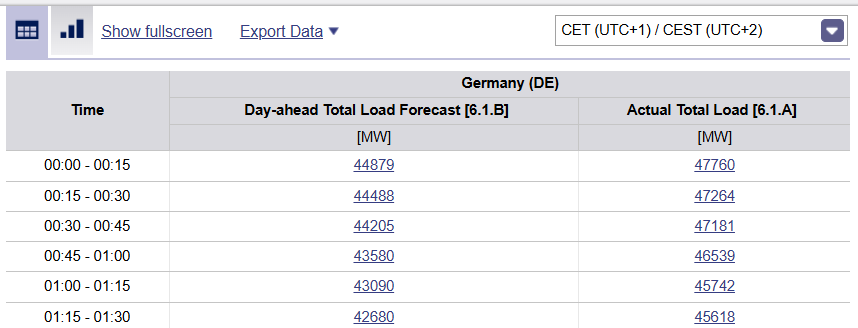 Show fullscreen Export Data CET (UTC+1) / CEST (UTC+2)
Germany (DE)
Time Day-ahead Total Load Forecast [6.1.B] Actual Total Load [6.1.A]
[MW] [MW]
00:00 - 00:15 44879 47760
00:15 - 00:30 44488 47264
00:30 - 00:45 44205 47181
00:45 - 01:00 43580 46539
01:00 - 01:15 43090 45742
01:15 - 01:30 42680 45618